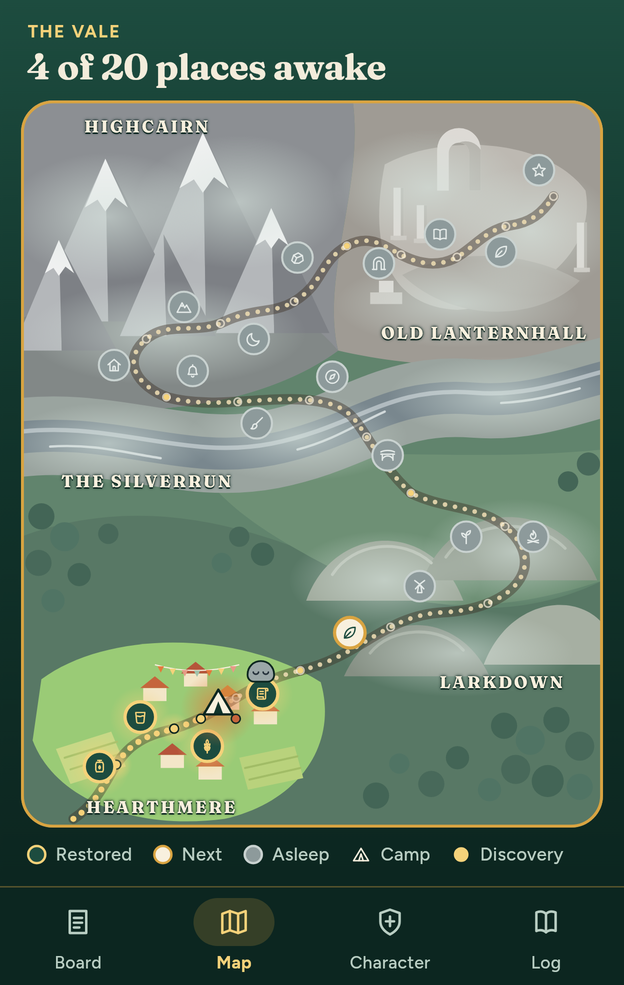 THE VALE
4 of 20 places awake
HIGHCAIRN
OLD LANTERNHALL
THE SILVERRUN
LARKDOWN
HEARTHMERE
Restored
Next
Asleep
Camp
Discovery
Board
Map
Character
Log